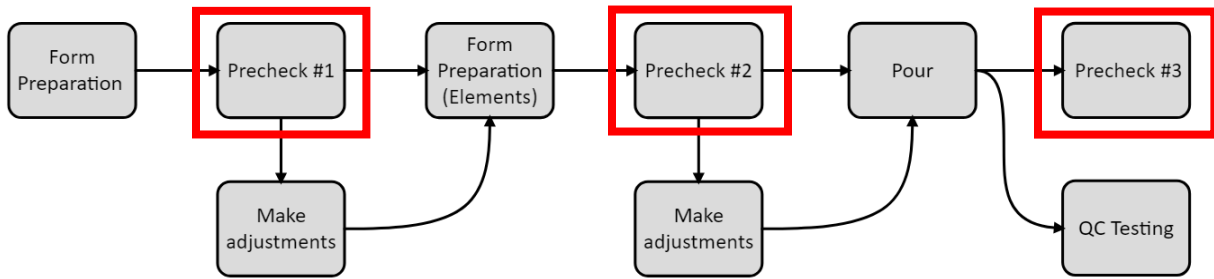 Form
Preparation
Precheck #1
Form
Preparation
(Elements)
Precheck #2
Pour
Precheck #3
Make
adjustments
Make
adjustments
QC Testing